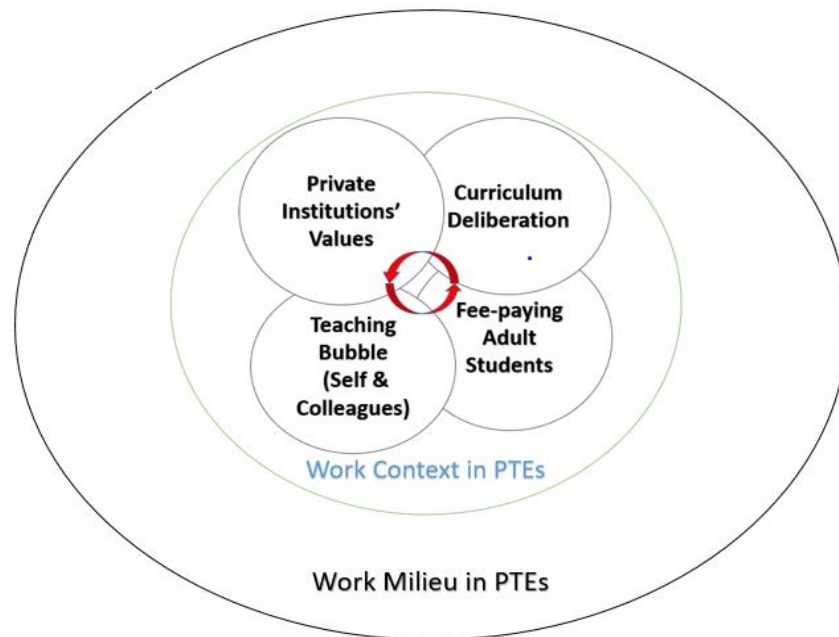 Private
Institutions'
Values
Curriculum
Deliberation
Teaching
Bubble
(Self &
Colleagues)
Fee-paying
Adult
Students
Work Context in PTEs
Work Milieu in PTEs